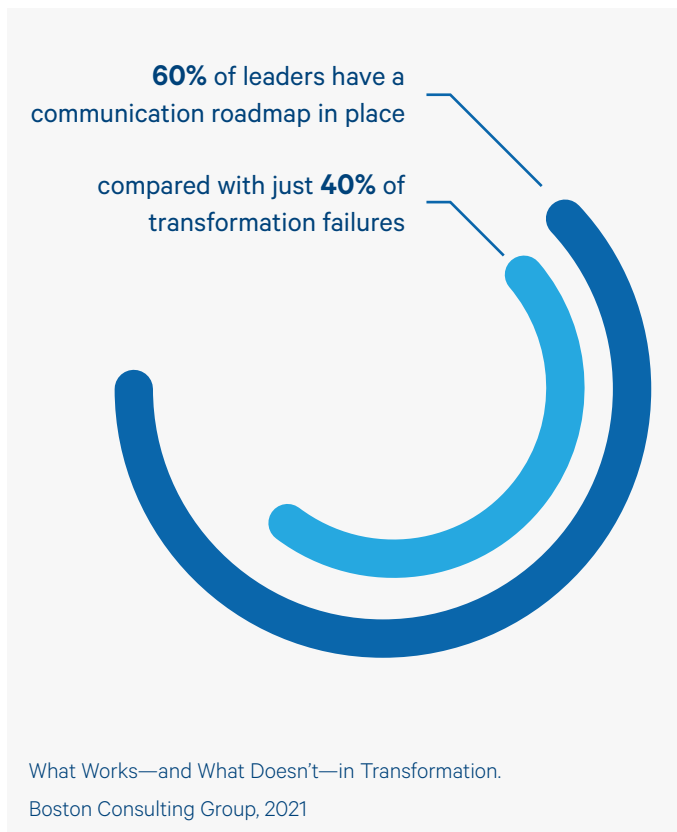 60% of leaders have a
communication roadmap in place
compared with just 40% of
transformation failures
What Works—and What Doesn't—in Transformation.
Boston Consulting Group, 2021